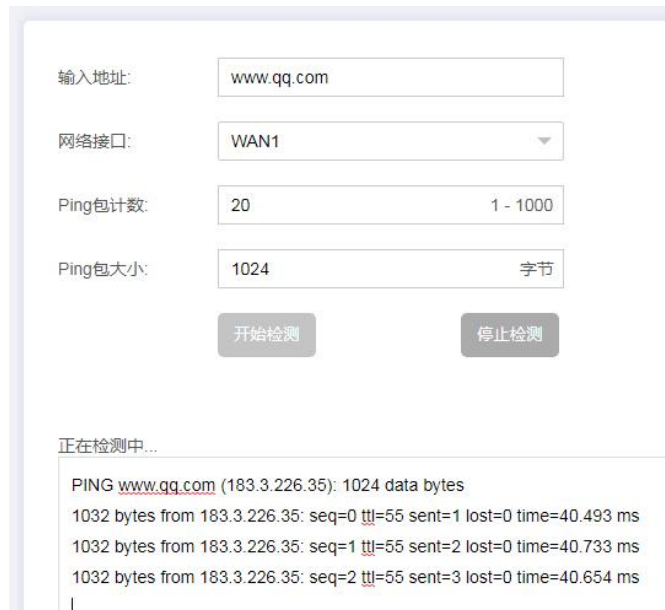 输入地址: www.qq.com
网络接口: WAN1
Ping包计数: 20 1 - 1000
Ping包大小: 1024 字节
开始检测 停止检测
正在检测中...
PING www.qq.com (183.3.226.35): 1024 data bytes
1032 bytes from 183.3.226.35: seq=0 ttl=55 sent=1 lost=0 time=40.493 ms
1032 bytes from 183.3.226.35: seq=1 ttl=55 sent=2 lost=0 time=40.733 ms
1032 bytes from 183.3.226.35: seq=2 ttl=55 sent=3 lost=0 time=40.654 ms